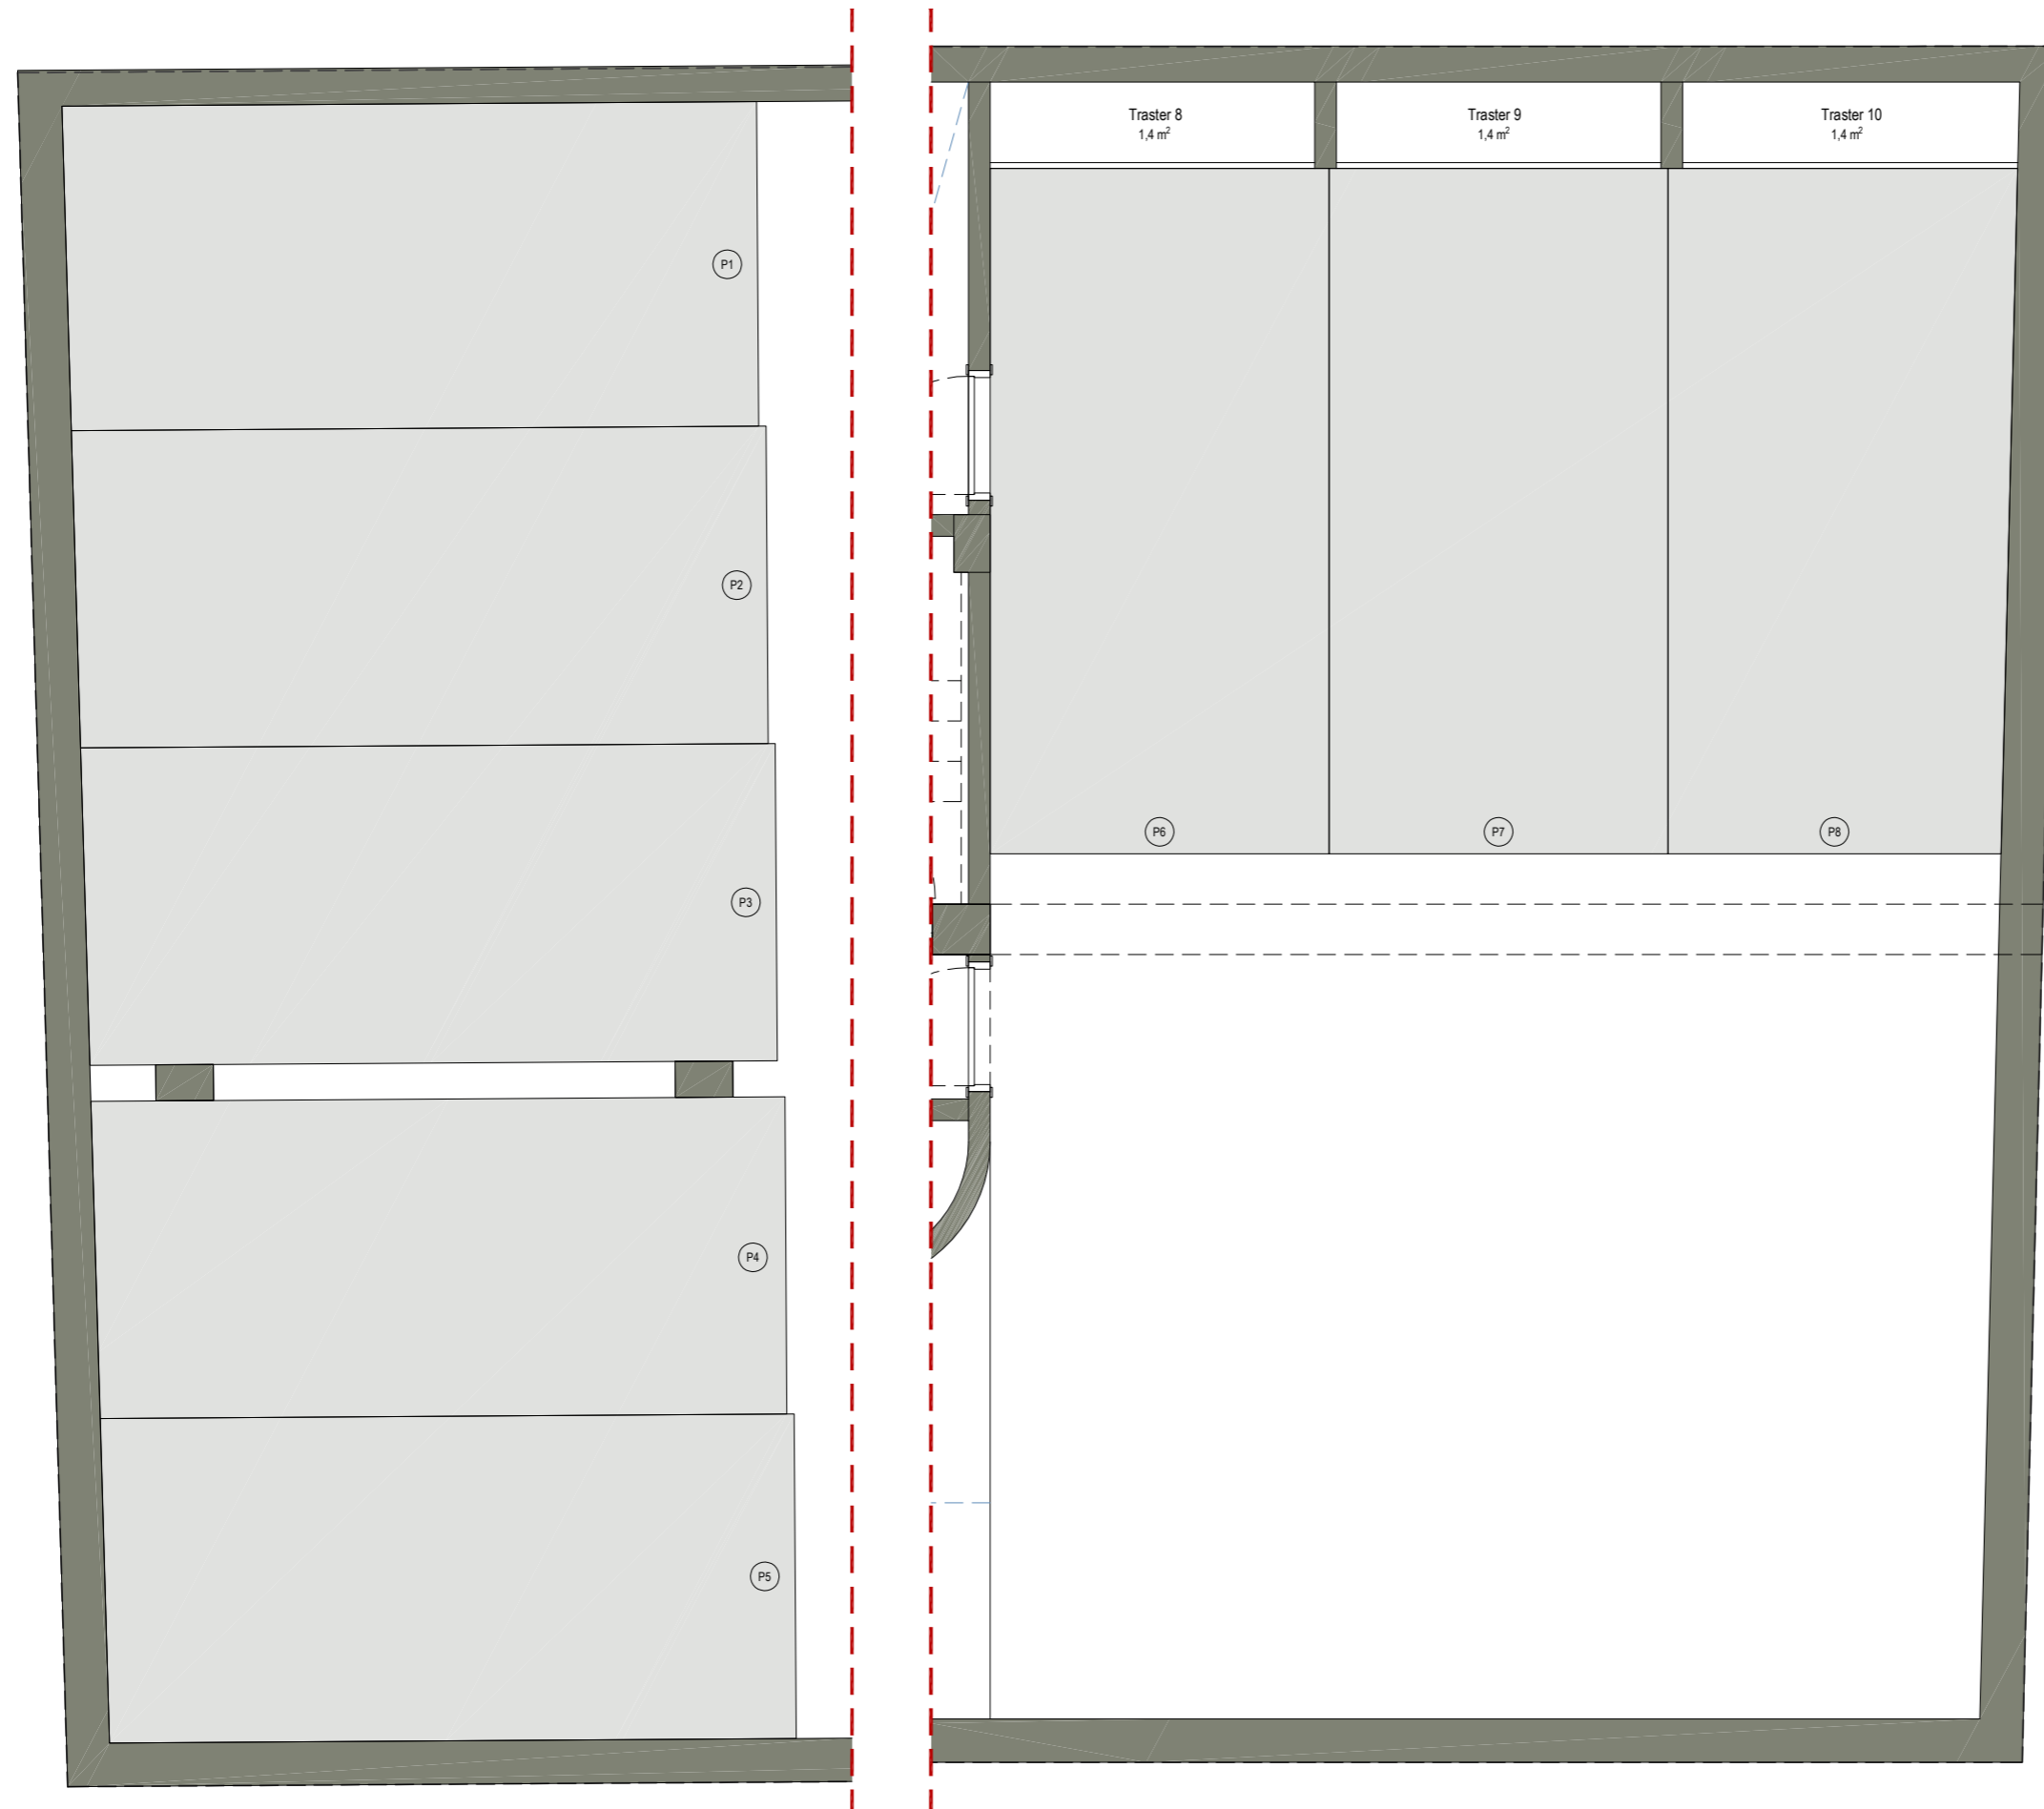 Traster 8
1,4 m²
Traster 9
1,4 m²
Traster 10
1,4 m²
P1
P2
P3
P4
P5
P6
P7
P8